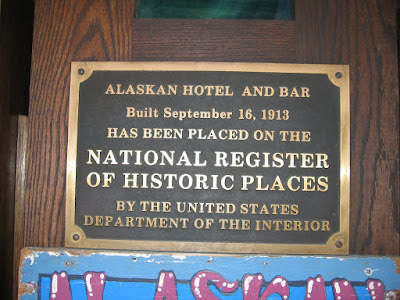 ALASKAN HOTEL AND BAR
Built September 16, 1913
HAS BEEN PLACED ON THE
NATIONAL REGISTER
OF HISTORIC PLACES
BY THE UNITED STATES
DEPARTMENT OF THE INTERIOR
ALASKAN